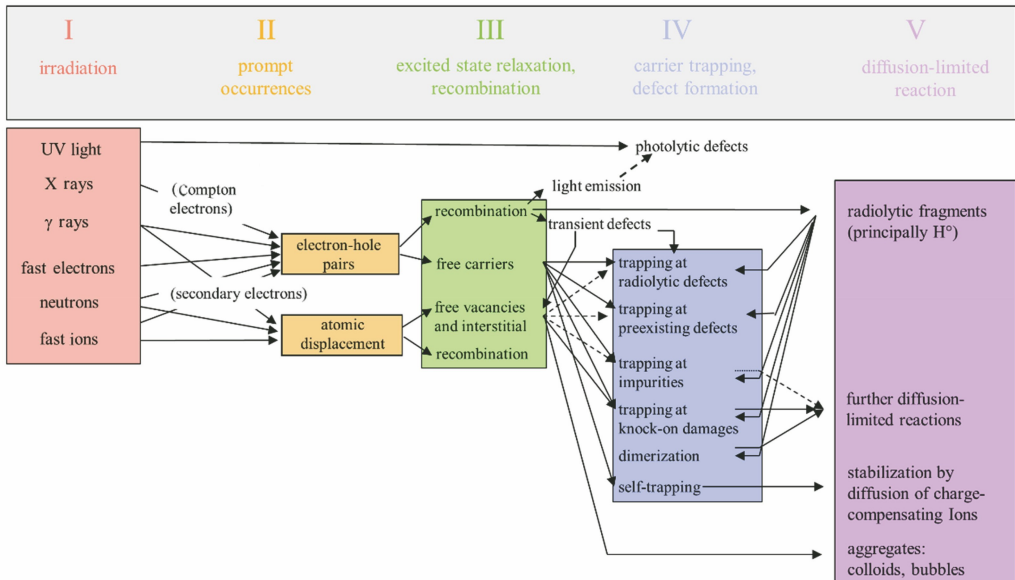 I
II
III
IV
V
irradiation
prompt
occurrences
excited state relaxation,
recombination
carrier trapping,
defect formation
diffusion-limited
reaction
UV light
X rays
γ rays
fast electrons
neutrons
fast ions
(Compton
electrons)
(secondary electrons)
electron-hole
pairs
atomic
displacement
recombination
free carriers
free vacancies
and interstitial
recombination
photolytic defects
light emission
transient defects
trapping at
radiolytic defects
trapping at
preexisting defects
trapping at
impurities
trapping at
knock-on damages
dimerization
self-trapping
radiolytic fragments
(principally H°)
further diffusion-
limited reactions
stabilization by
diffusion of charge-
compensating Ions
aggregates:
colloids, bubbles